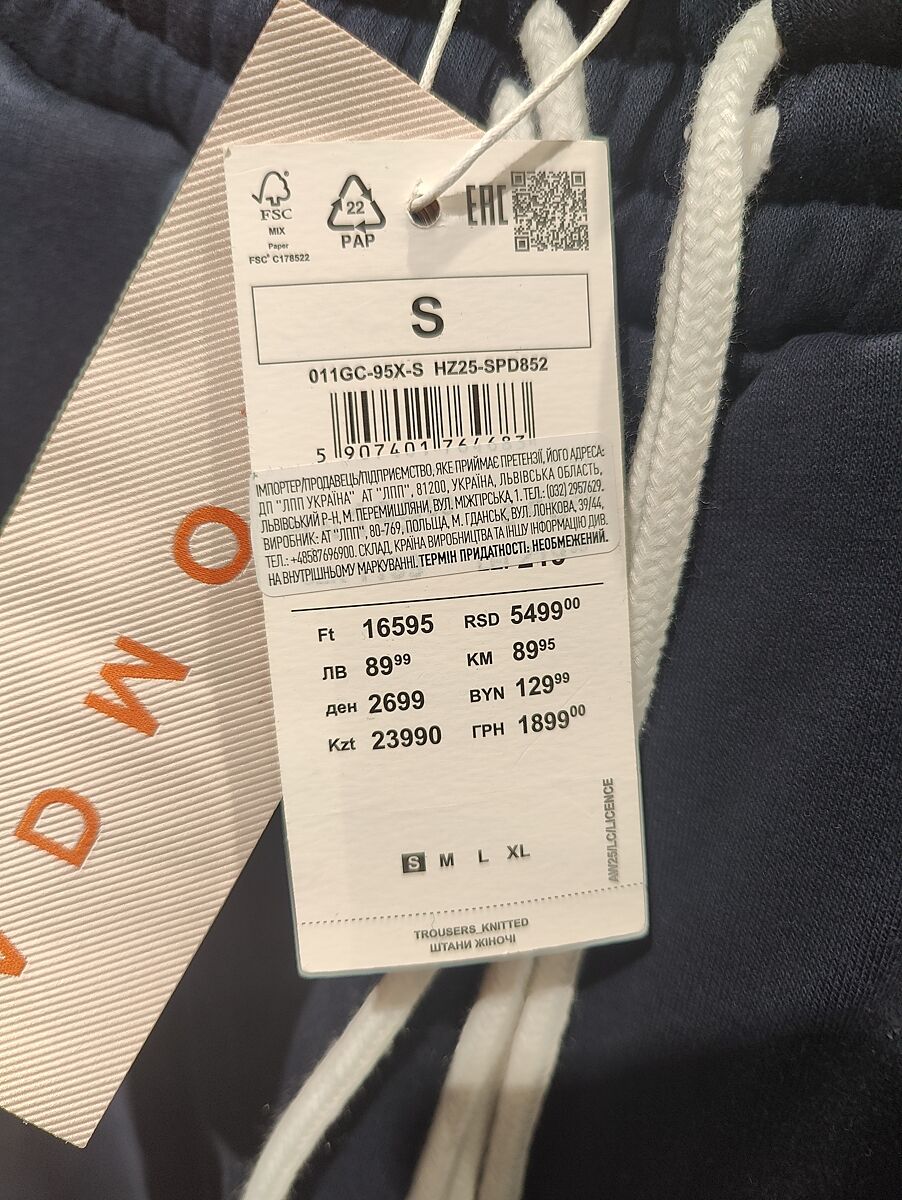 FSC
MIX
Paper
FSC® C178522
22
PAP
EAC
S
011GC-95X-S HZ25-SPD852
5 907401 764483
ІМПОРТЕР/ПРОДАВЕЦЬ/ПІДПРИЄМСТВО, ЯКЕ ПРИЙМАЄ ПРЕТЕНЗІЇ, ЙОГО АДРЕСА:
ДП "ЛПП УКРАЇНА" АТ "ЛПП", 81200, УКРАЇНА, ЛЬВІВСЬКА ОБЛАСТЬ,
ЛЬВІВСЬКИЙ Р-Н, М. ПЕРЕМИШЛЯНИ, ВУЛ. МІЖГІРСЬКА, 1. ТЕЛ.: (032) 2957629.
ВИРОБНИК: АТ "ЛПП", 80-769, ПОЛЬЩА, М. ГДАНСЬК, ВУЛ. ЛОНКОВА, 39/44,
ТЕЛ.: +48587696900. СКЛАД, КРАЇНА ВИРОБНИЦТВА ТА ІНШУ ІНФОРМАЦІЮ ДИВ.
НА ВНУТРІШНЬОМУ МАРКУВАННІ. ТЕРМІН ПРИДАТНОСТІ: НЕОБМЕЖЕНИЙ.
Ft 16595 RSD 5499⁰⁰
ЛВ 89⁹⁹ KM 89⁹⁵
ден 2699 BYN 129⁹⁹
Kzt 23990 ГРН 1899⁰⁰
AW25/LC/LICENCE
S M L XL
TROUSERS_KNITTED
ШТАНИ ЖІНОЧІ
DWO